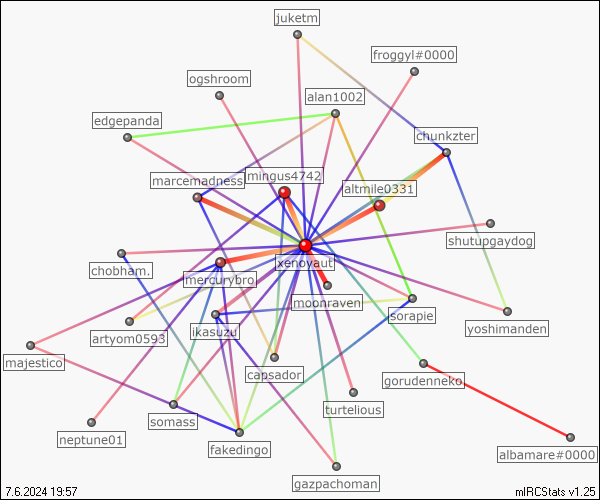 juketm
froggyl#0000
ogshroom
alan1002
edgepanda
chunkzter
mingus4742
marcemadness
altmile0331
shutupgaydog
xenovaut
chobham.
mercurybro
moonraven
sorapie
yoshimanden
artyom0593
ikasuzu
majestico
capsador
gorudenneko
turtelious
somass
neptune01
fakedingo
albamare#0000
gazpachoman
7.6.2024 19:57
mIRCStats v1.25